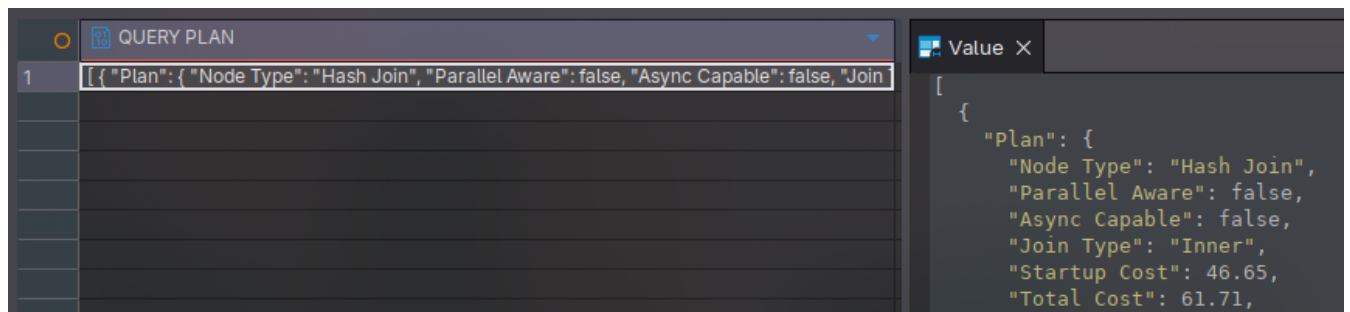 QUERY PLAN
1
[ { "Plan": { "Node Type": "Hash Join", "Parallel Aware": false, "Async Capable": false, "Join
Value
[
{
"Plan": {
"Node Type": "Hash Join",
"Parallel Aware": false,
"Async Capable": false,
"Join Type": "Inner",
"Startup Cost": 46.65,
"Total Cost": 61.71,